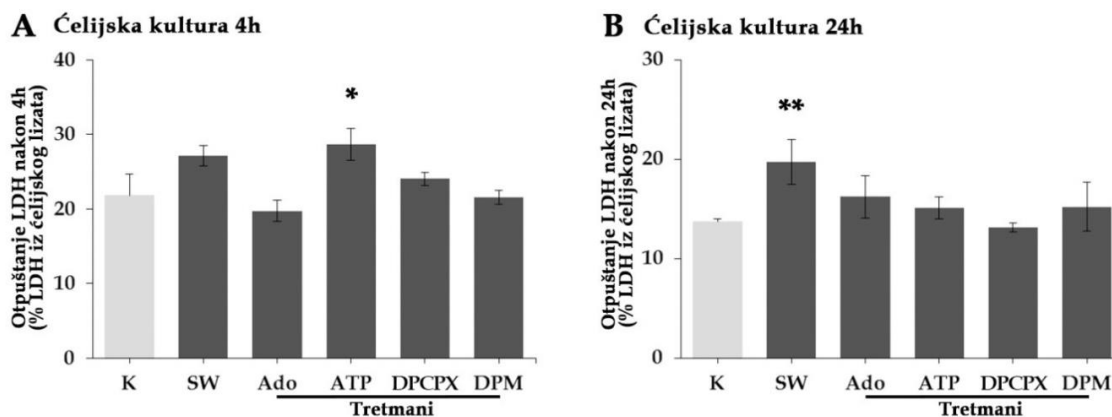 A Ćelijska kultura 4h
Otpuštanje LDH nakon 4h
(% LDH iz ćelijskog lizata)
40
30
20
10
0
*
K SW Ado ATP DPCPX DPM
Tretmani
B Ćelijska kultura 24h
Otpuštanje LDH nakon 24h
(% LDH iz ćelijskog lizata)
30
20
10
0
**
K SW Ado ATP DPCPX DPM
Tretmani